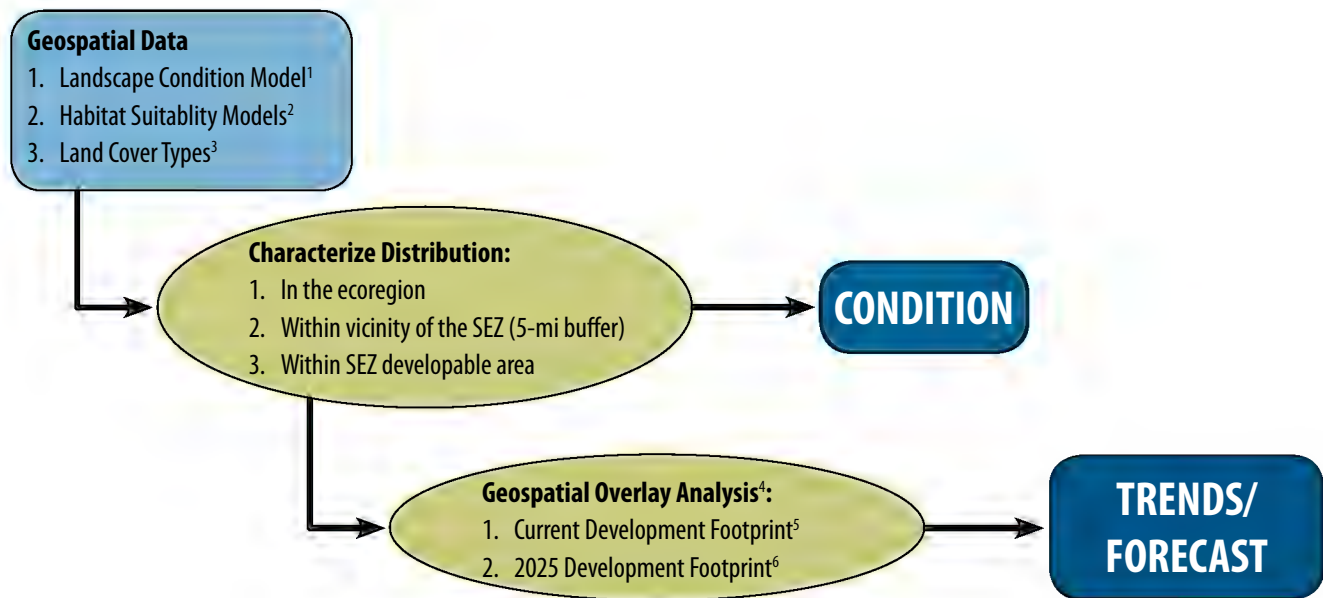 Geospatial Data
1. Landscape Condition Model¹
2. Habitat Suitablity Models²
3. Land Cover Types³
Characterize Distribution:
1. In the ecoregion
2. Within vicinity of the SEZ (5-mi buffer)
3. Within SEZ developable area
CONDITION
Geospatial Overlay Analysis⁴:
1. Current Development Footprint⁵
2. 2025 Development Footprint⁶
TRENDS/
FORECAST